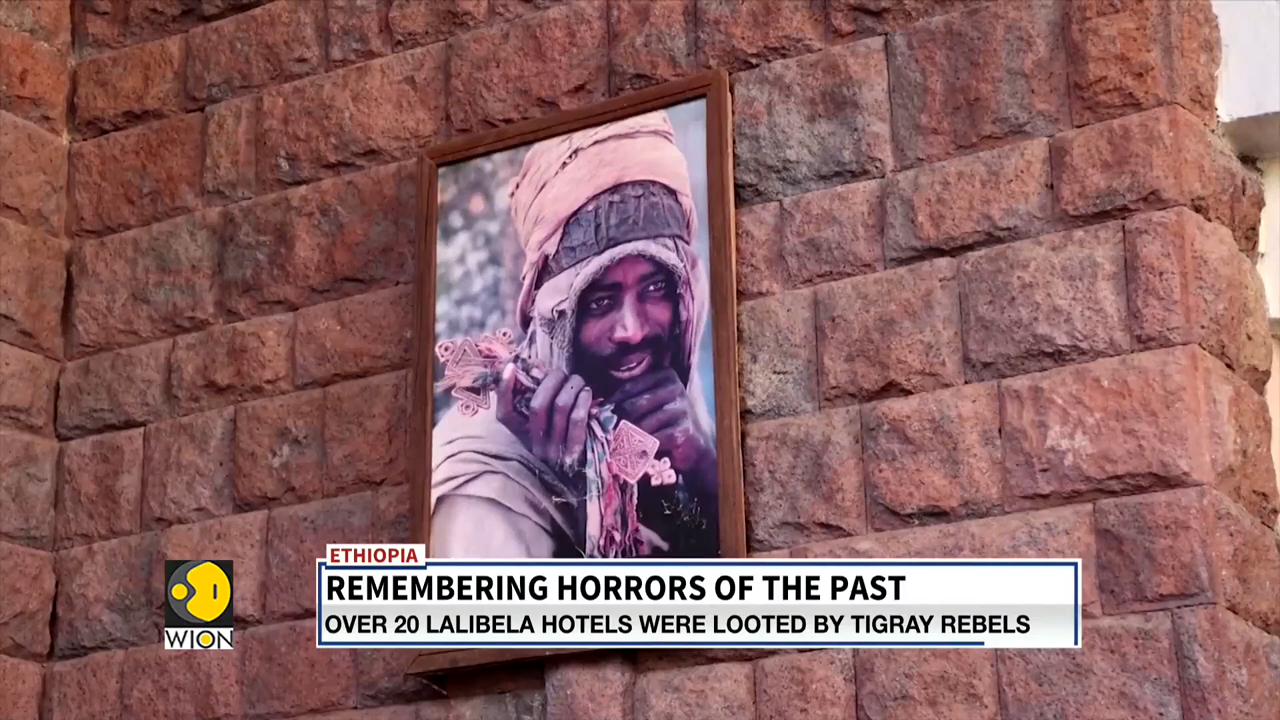 ETHIOPIA
REMEMBERING HORRORS OF THE PAST
OVER 20 LALIBELA HOTELS WERE LOOTED BY TIGRAY REBELS
WION